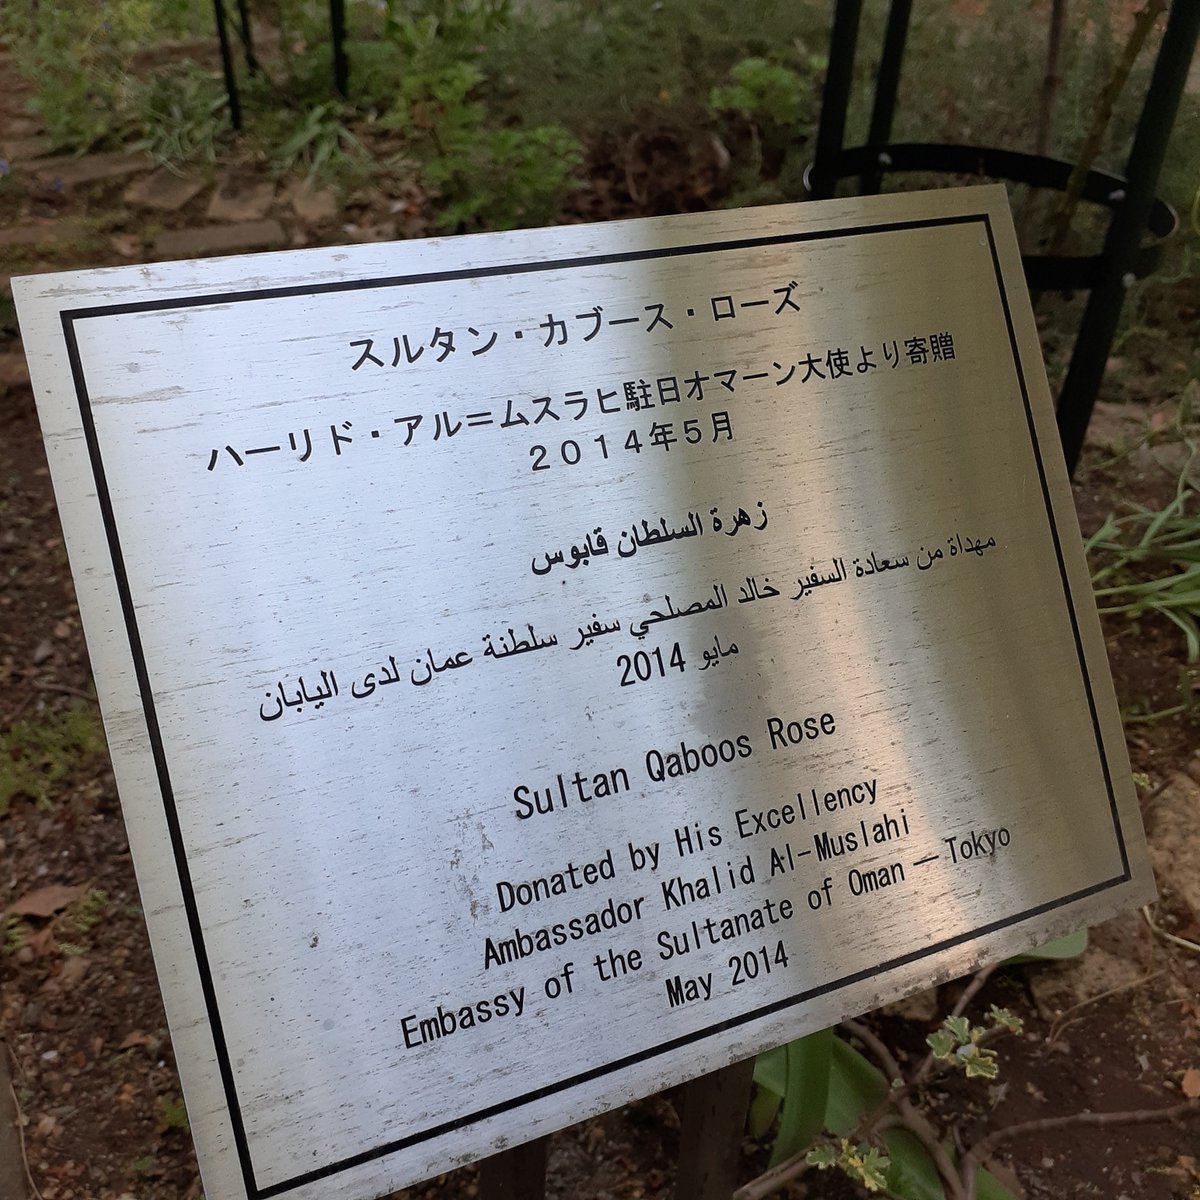 スルタン・カブース・ローズ
ハーリド・アル＝ムスラヒ駐日オマーン大使より寄贈
２０１４年５月
زهرة السلطان قابوس
مهداة من سعادة السفير خالد المصلحي سفير سلطنة عمان لدى اليابان
مايو 2014
Sultan Qaboos Rose
Donated by His Excellency
Ambassador Khalid Al-Muslahi
Embassy of the Sultanate of Oman — Tokyo
May 2014